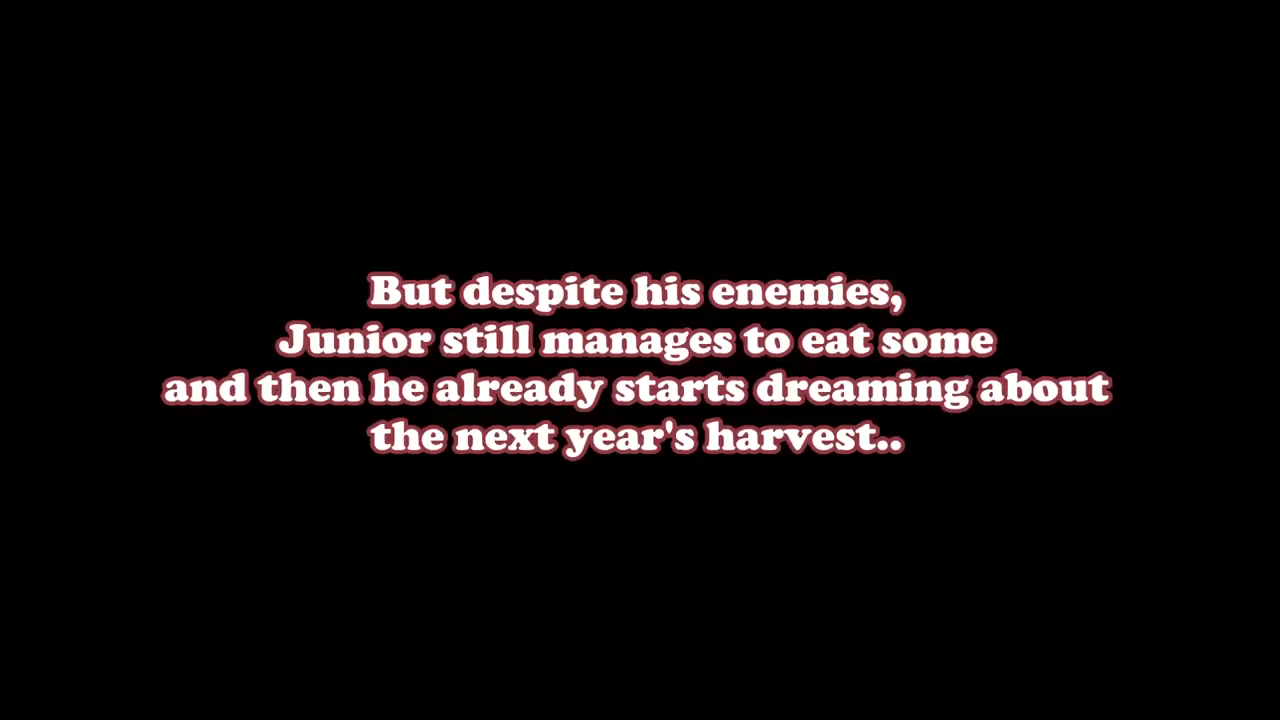 But despite his enemies,
Junior still manages to eat some
and then he already starts dreaming about
the next year's harvest..